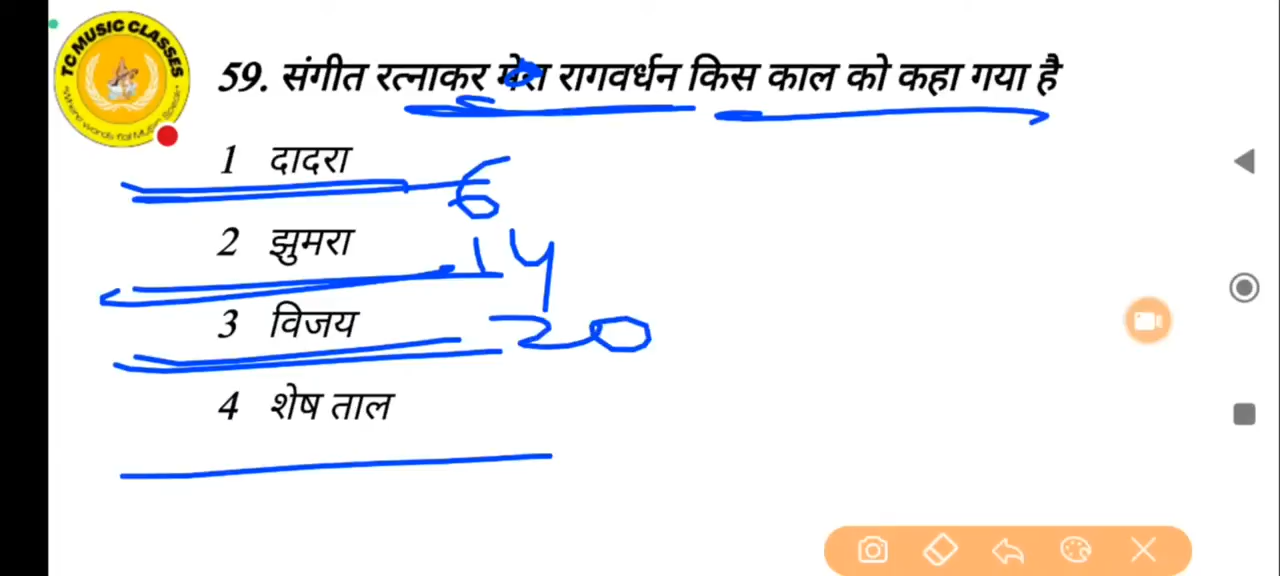 TC MUSIC CLASSES
59. संगीत रत्नाकर में रागवर्धन किस काल को कहा गया है
1 दादरा
6
2 झुमरा
14
3 विजय
20
4 शेष ताल